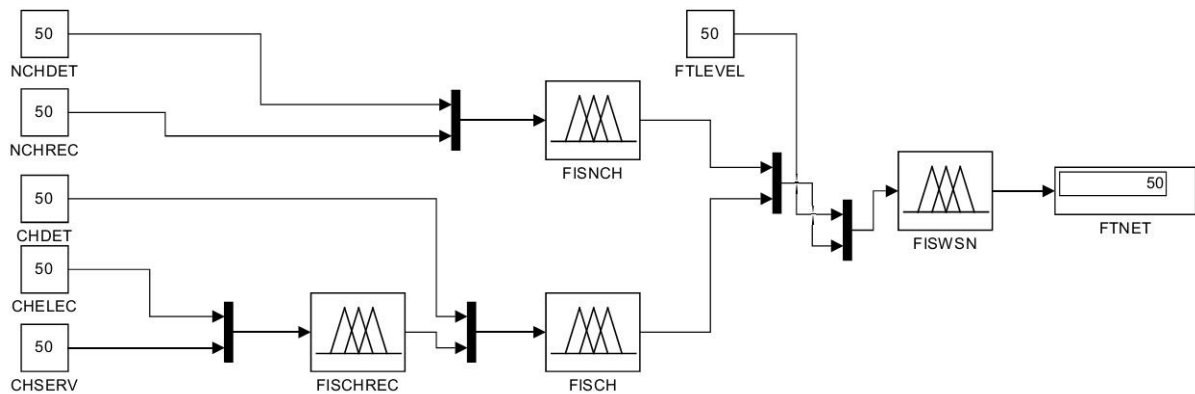 50
NCHDET
50
NCHREC
50
CHDET
50
CHELEC
50
CHSERV
FISCHREC
FISNCH
FISCH
50
FTLEVEL
FISWSN
50
FTNET